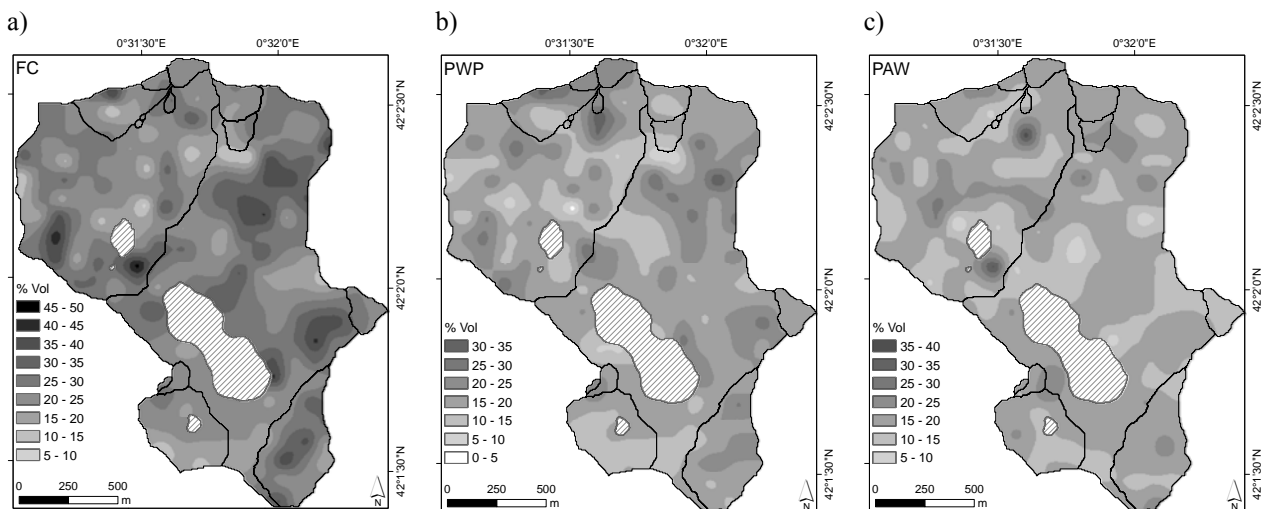 a)
0°31'30"E 0°32'0"E
FC
42°2'30"N
42°2'0"N
42°1'30"N
% Vol
45 - 50
40 - 45
35 - 40
30 - 35
25 - 30
20 - 25
15 - 20
10 - 15
5 - 10
0 250 500
m
N
b)
0°31'30"E 0°32'0"E
PWP
42°2'30"N
42°2'0"N
42°1'30"N
% Vol
30 - 35
25 - 30
20 - 25
15 - 20
10 - 15
5 - 10
0 - 5
0 250 500
m
N
c)
0°31'30"E 0°32'0"E
PAW
42°2'30"N
42°2'0"N
42°1'30"N
% Vol
35 - 40
30 - 35
25 - 30
20 - 25
15 - 20
10 - 15
5 - 10
0 250 500
m
N